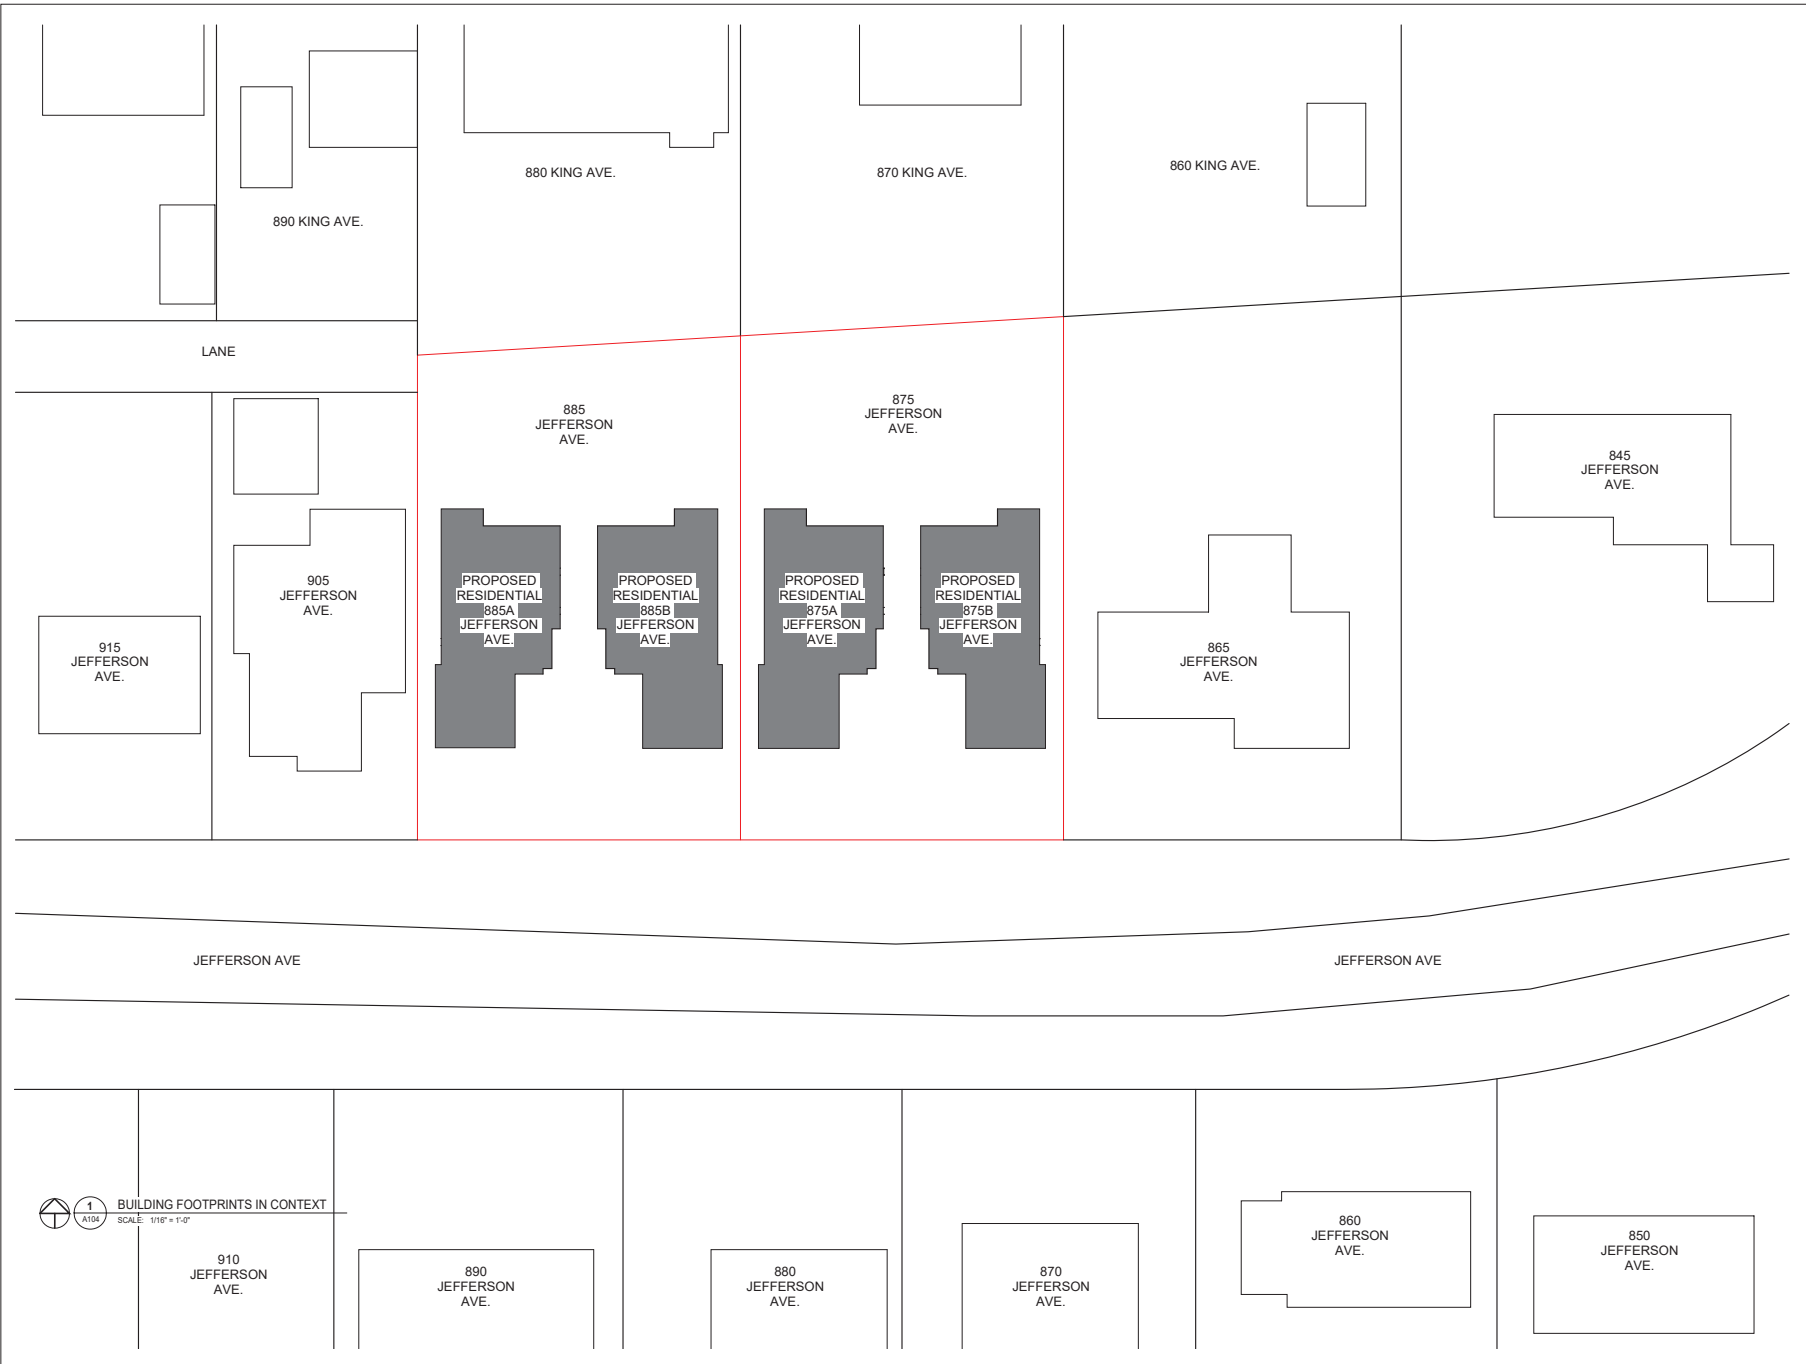 880 KING AVE.
870 KING AVE.
860 KING AVE.
890 KING AVE.
LANE
885
JEFFERSON
AVE.
875
JEFFERSON
AVE.
845
JEFFERSON
AVE.
905
JEFFERSON
AVE.
PROPOSED
RESIDENTIAL
885A
JEFFERSON
AVE.
PROPOSED
RESIDENTIAL
885B
JEFFERSON
AVE.
PROPOSED
RESIDENTIAL
875A
JEFFERSON
AVE.
PROPOSED
RESIDENTIAL
875B
JEFFERSON
AVE.
915
JEFFERSON
AVE.
865
JEFFERSON
AVE.
JEFFERSON AVE
JEFFERSON AVE
1
A104
BUILDING FOOTPRINTS IN CONTEXT
SCALE: 1/16" = 1'-0"
910
JEFFERSON
AVE.
890
JEFFERSON
AVE.
880
JEFFERSON
AVE.
870
JEFFERSON
AVE.
860
JEFFERSON
AVE.
850
JEFFERSON
AVE.